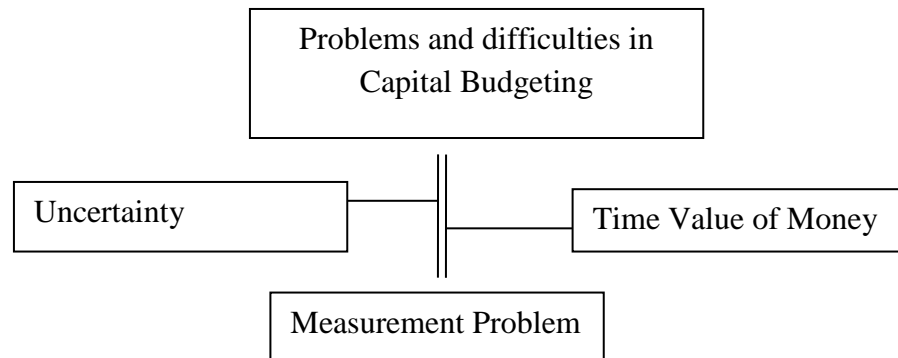 Problems and difficulties in
Capital Budgeting
Uncertainty
Time Value of Money
Measurement Problem